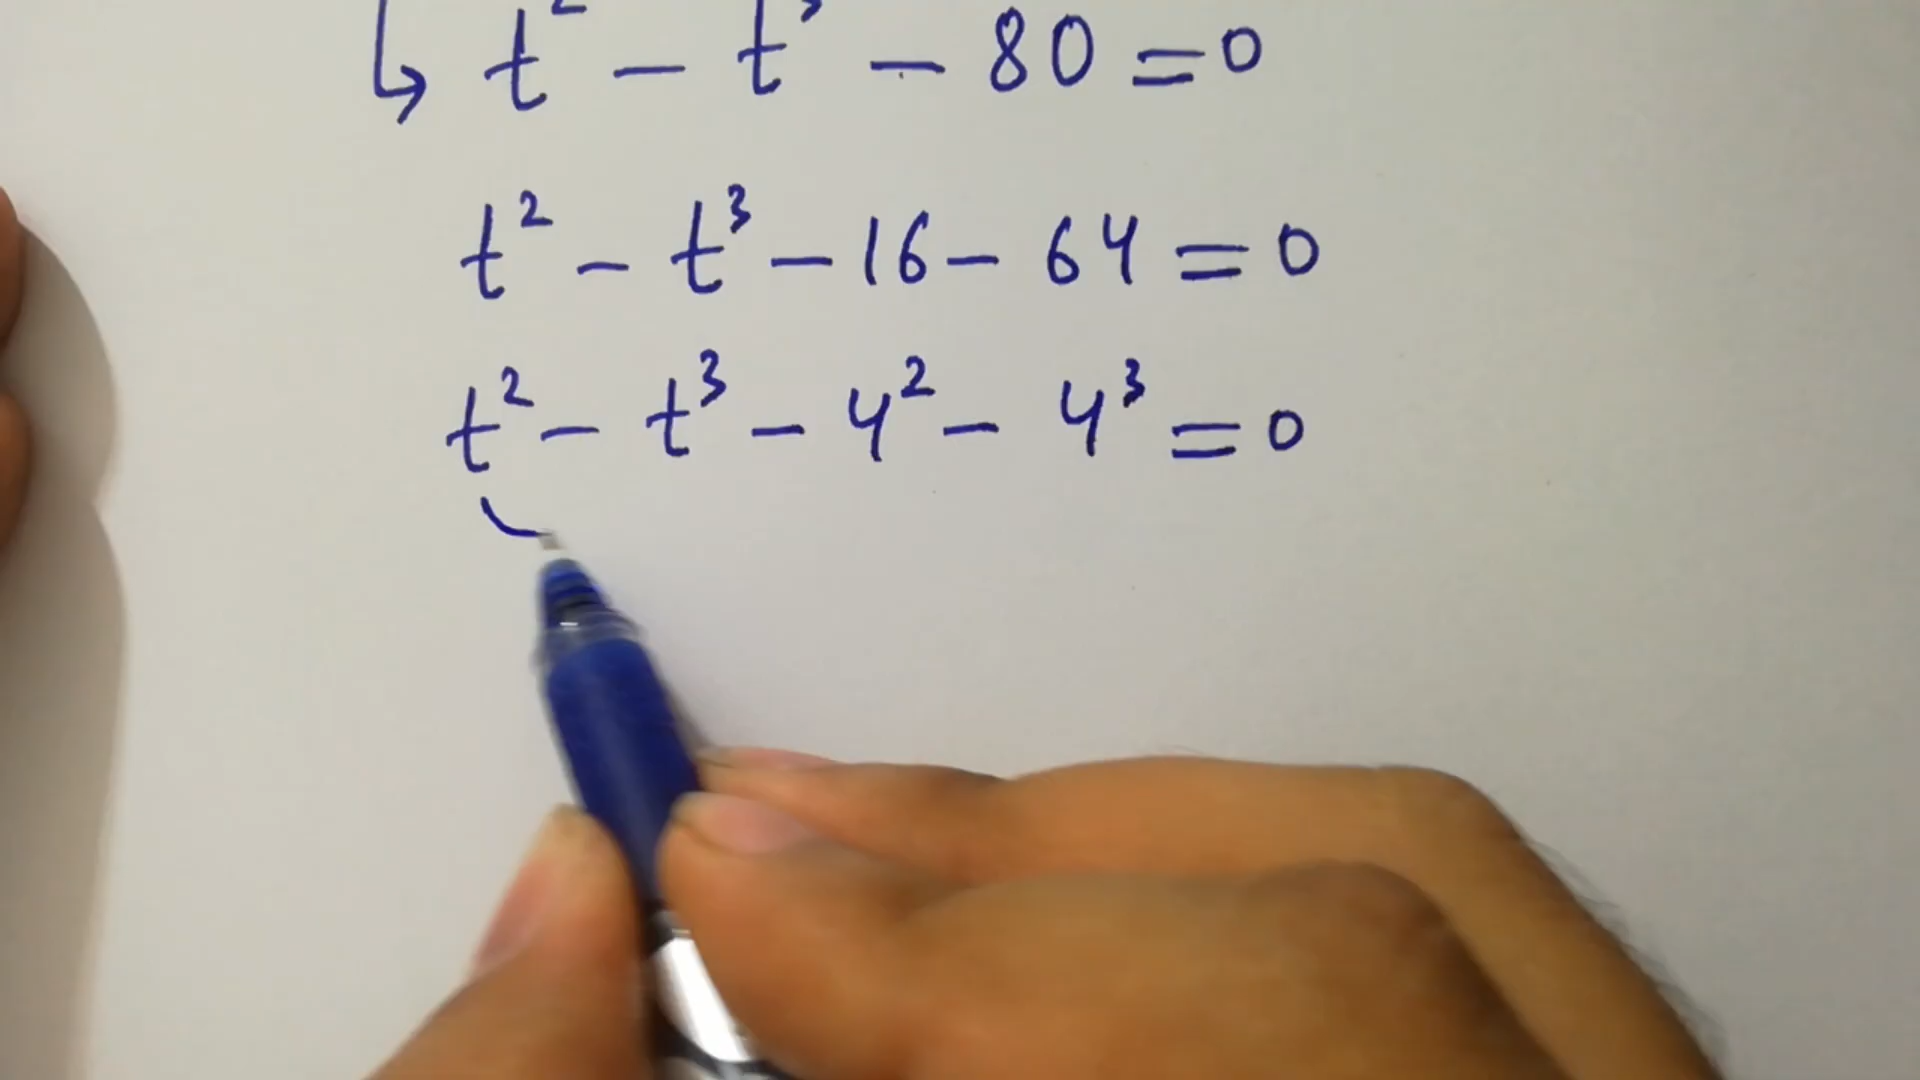 ↳ t² - t³ - 80 = 0
t² - t³ - 16 - 64 = 0
t² - t³ - 4² - 4³ = 0